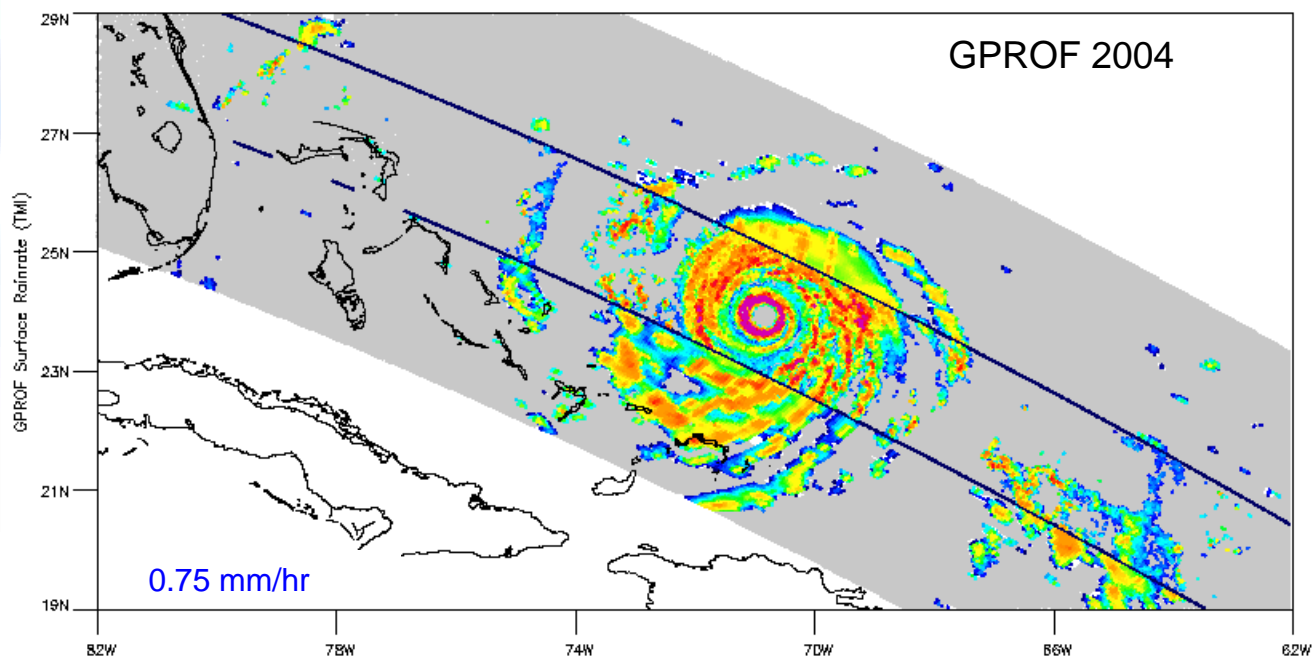 29N
GPROF 2004
27N
GPROF Surface Rainrate (TMI)
25N
23N
21N
0.75 mm/hr
19N
82W 78W 74W 70W 66W 62W